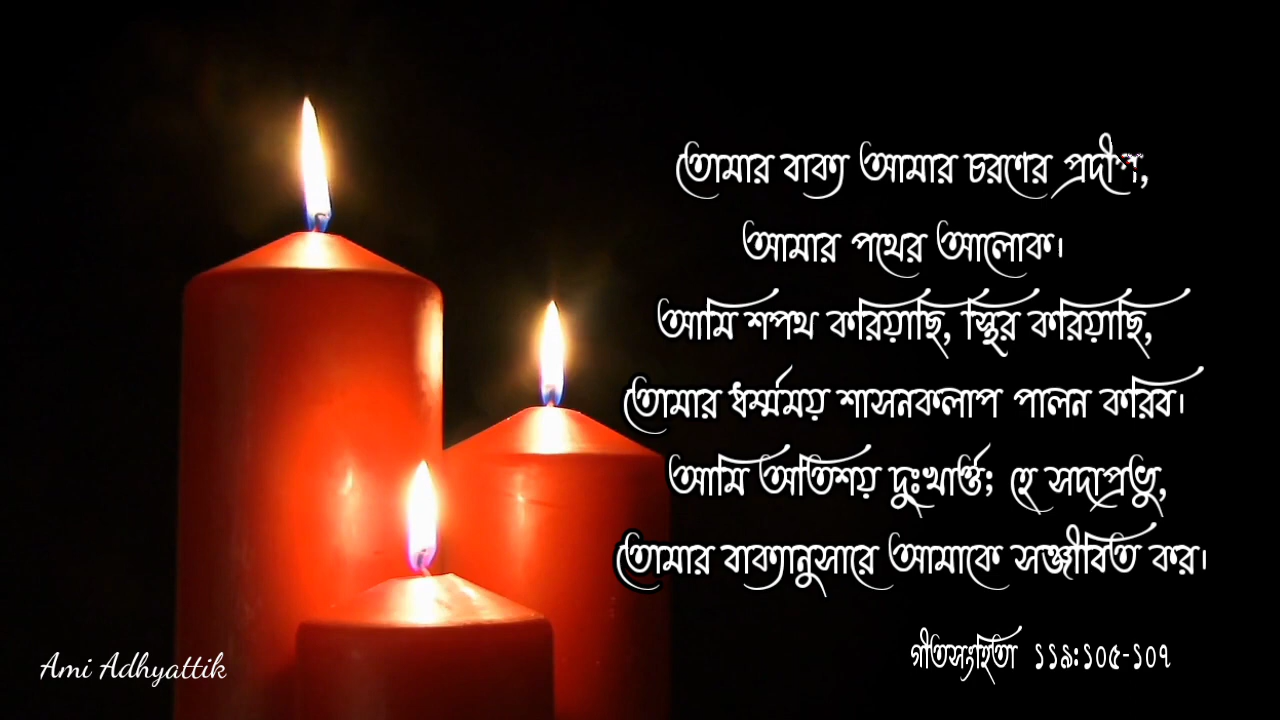 তোমার বাক্য আমার চরণের প্রদীপ,
আমার পথের আলোক।
আমি শপথ করিয়াছি, স্থির করিয়াছি,
তোমার ধর্ম্মময় শাসনকলাপ পালন করিব।
আমি অতিশয় দুঃখার্ত্ত; হে সদাপ্রভু,
তোমার বাক্যানুসারে আমাকে সঞ্জীবিত কর।
গীতসংহিতা ১১৯:১০৫-১০৭
Ami Adhyattik